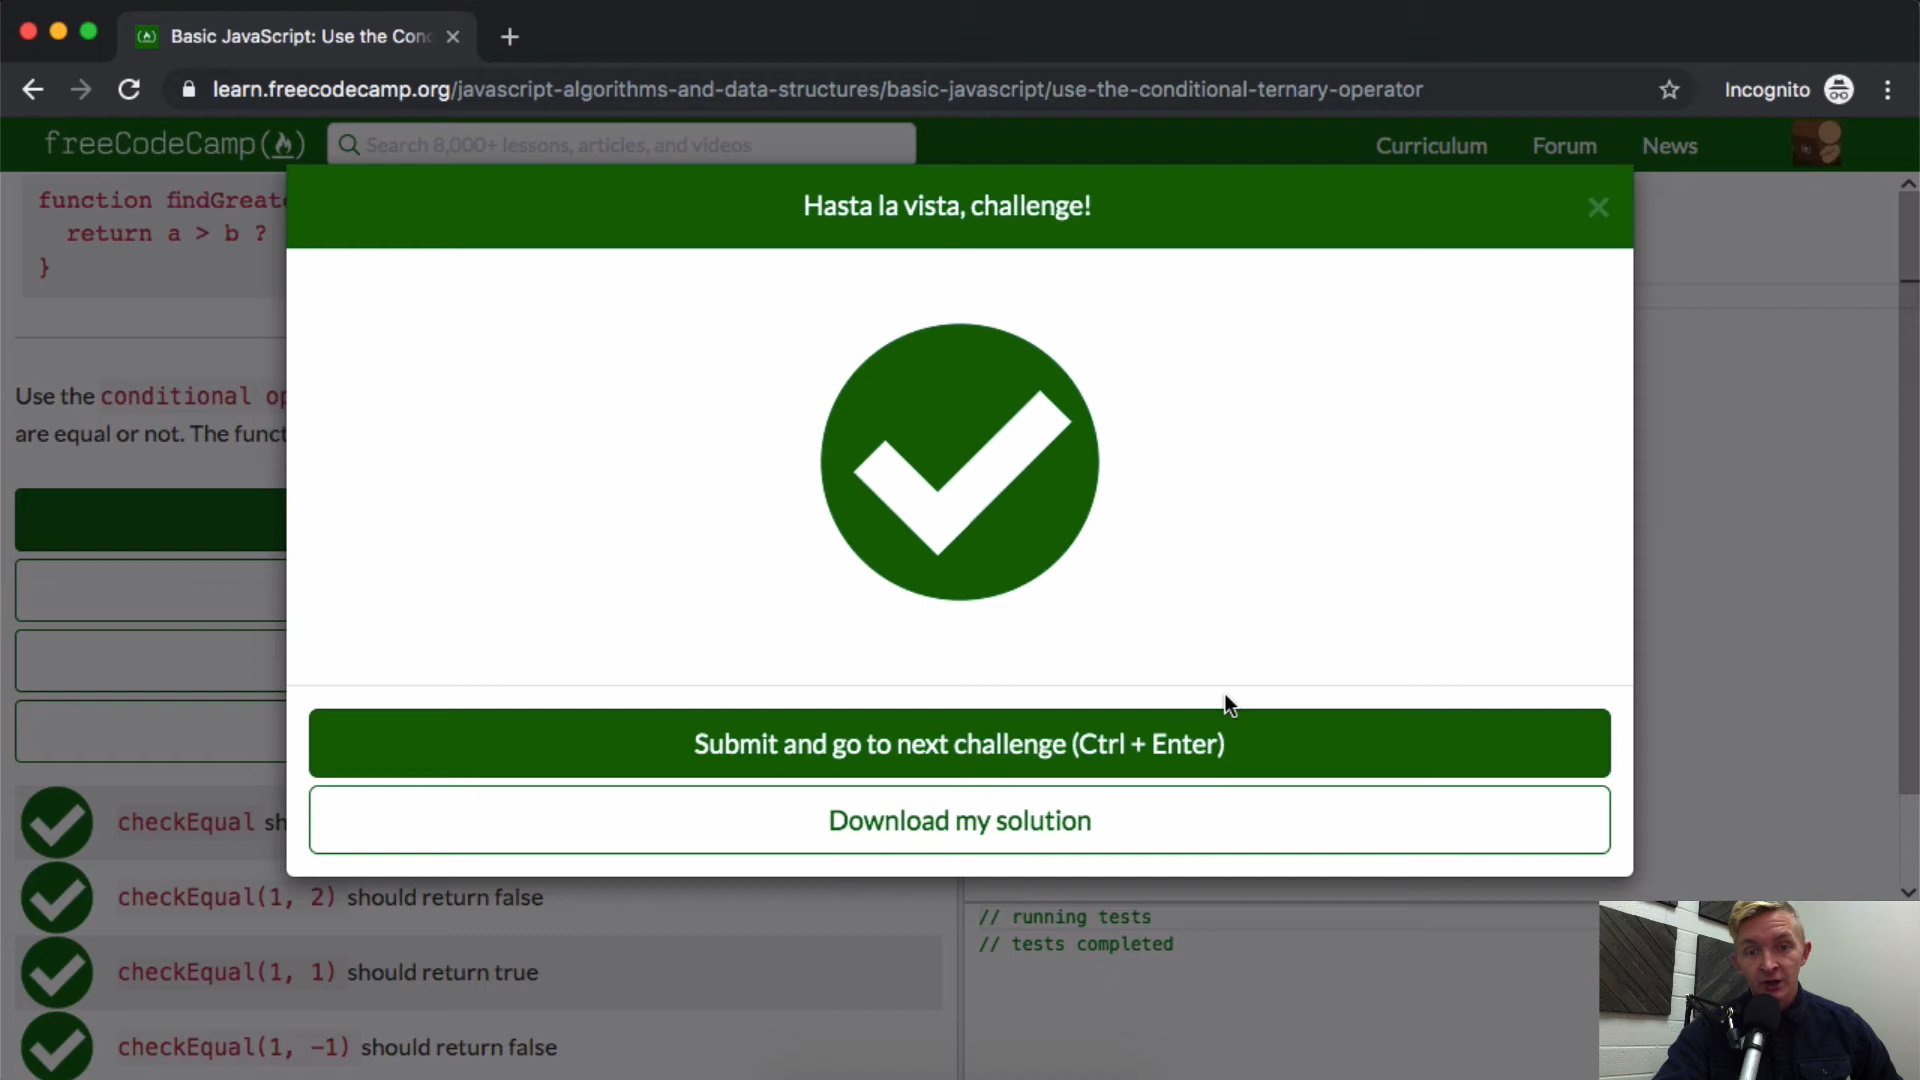 Basic JavaScript: Use the Con
learn.freecodecamp.org/javascript-algorithms-and-data-structures/basic-javascript/use-the-conditional-ternary-operator
Incognito
freeCodeCamp
Search 8,000+ lessons, articles, and videos
Curriculum
Forum
News
function findGreate
return a > b ?
}
Hasta la vista, challenge!
Use the conditional op
are equal or not. The funct
Submit and go to next challenge (Ctrl + Enter)
Download my solution
checkEqual sh
checkEqual(1, 2) should return false
checkEqual(1, 1) should return true
checkEqual(1, -1) should return false
// running tests
// tests completed